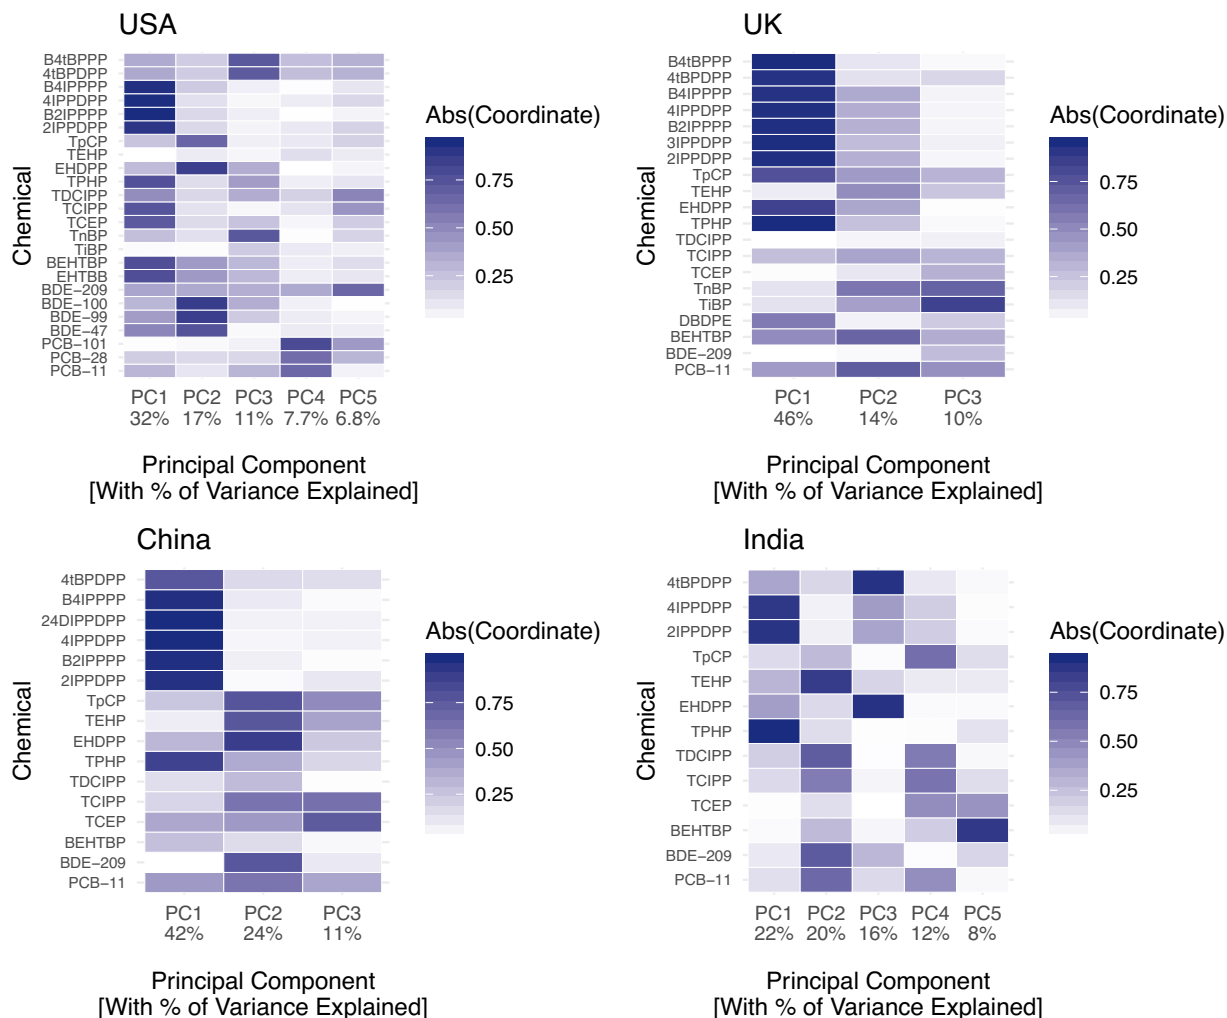 USA
Chemical
B4tBPPP
4tBPDPP
B4IPPPP
4IPPDPP
B2IPPPP
2IPPDPP
TpCP
TEHP
EHDPP
TPHP
TDCIPP
TCIPP
TCEP
TnBP
TiBP
BEHTBP
EHTBB
BDE−209
BDE−100
BDE−99
BDE−47
PCB−101
PCB−28
PCB−11
PC1 PC2 PC3 PC4 PC5
32% 17% 11% 7.7% 6.8%
Principal Component
[With % of Variance Explained]
Abs(Coordinate)
0.75
0.50
0.25
UK
Chemical
B4tBPPP
4tBPDPP
B4IPPPP
4IPPDPP
B2IPPPP
3IPPDPP
2IPPDPP
TpCP
TEHP
EHDPP
TPHP
TDCIPP
TCIPP
TCEP
TnBP
TiBP
DBDPE
BEHTBP
BDE−209
PCB−11
PC1 PC2 PC3
46% 14% 10%
Principal Component
[With % of Variance Explained]
Abs(Coordinate)
0.75
0.50
0.25
China
Chemical
4tBPDPP
B4IPPPP
24DIPPDPP
4IPPDPP
B2IPPPP
2IPPDPP
TpCP
TEHP
EHDPP
TPHP
TDCIPP
TCIPP
TCEP
BEHTBP
BDE−209
PCB−11
PC1 PC2 PC3
42% 24% 11%
Principal Component
[With % of Variance Explained]
Abs(Coordinate)
0.75
0.50
0.25
India
Chemical
4tBPDPP
4IPPDPP
2IPPDPP
TpCP
TEHP
EHDPP
TPHP
TDCIPP
TCIPP
TCEP
BEHTBP
BDE−209
PCB−11
PC1 PC2 PC3 PC4 PC5
22% 20% 16% 12% 8%
Principal Component
[With % of Variance Explained]
Abs(Coordinate)
0.75
0.50
0.25